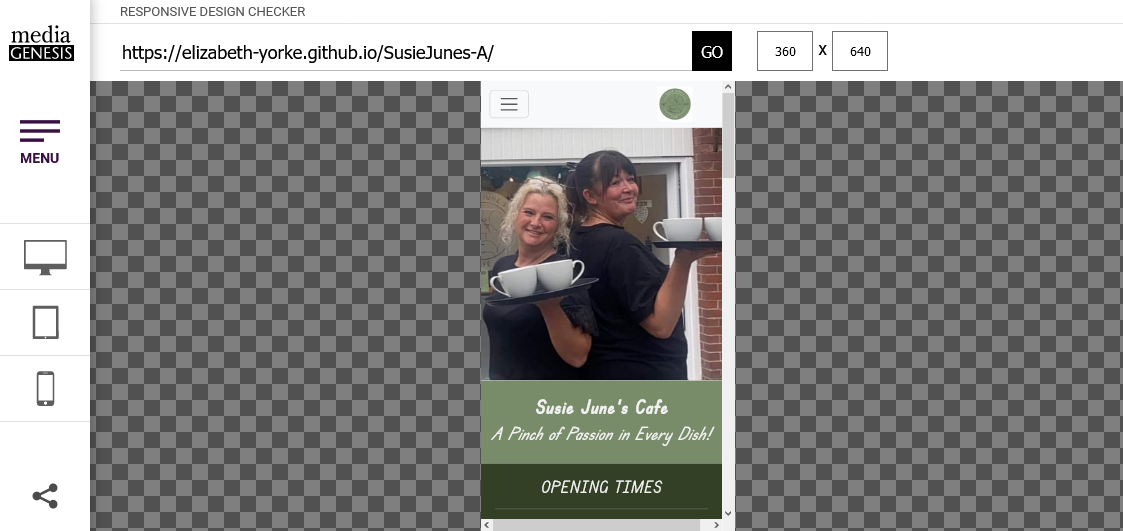 RESPONSIVE DESIGN CHECKER
media
GENESIS
https://elizabeth-yorke.github.io/SusieJunes-A/
GO
360
X
640
MENU
Susie June's Cafe
A Pinch of Passion in Every Dish!
OPENING TIMES